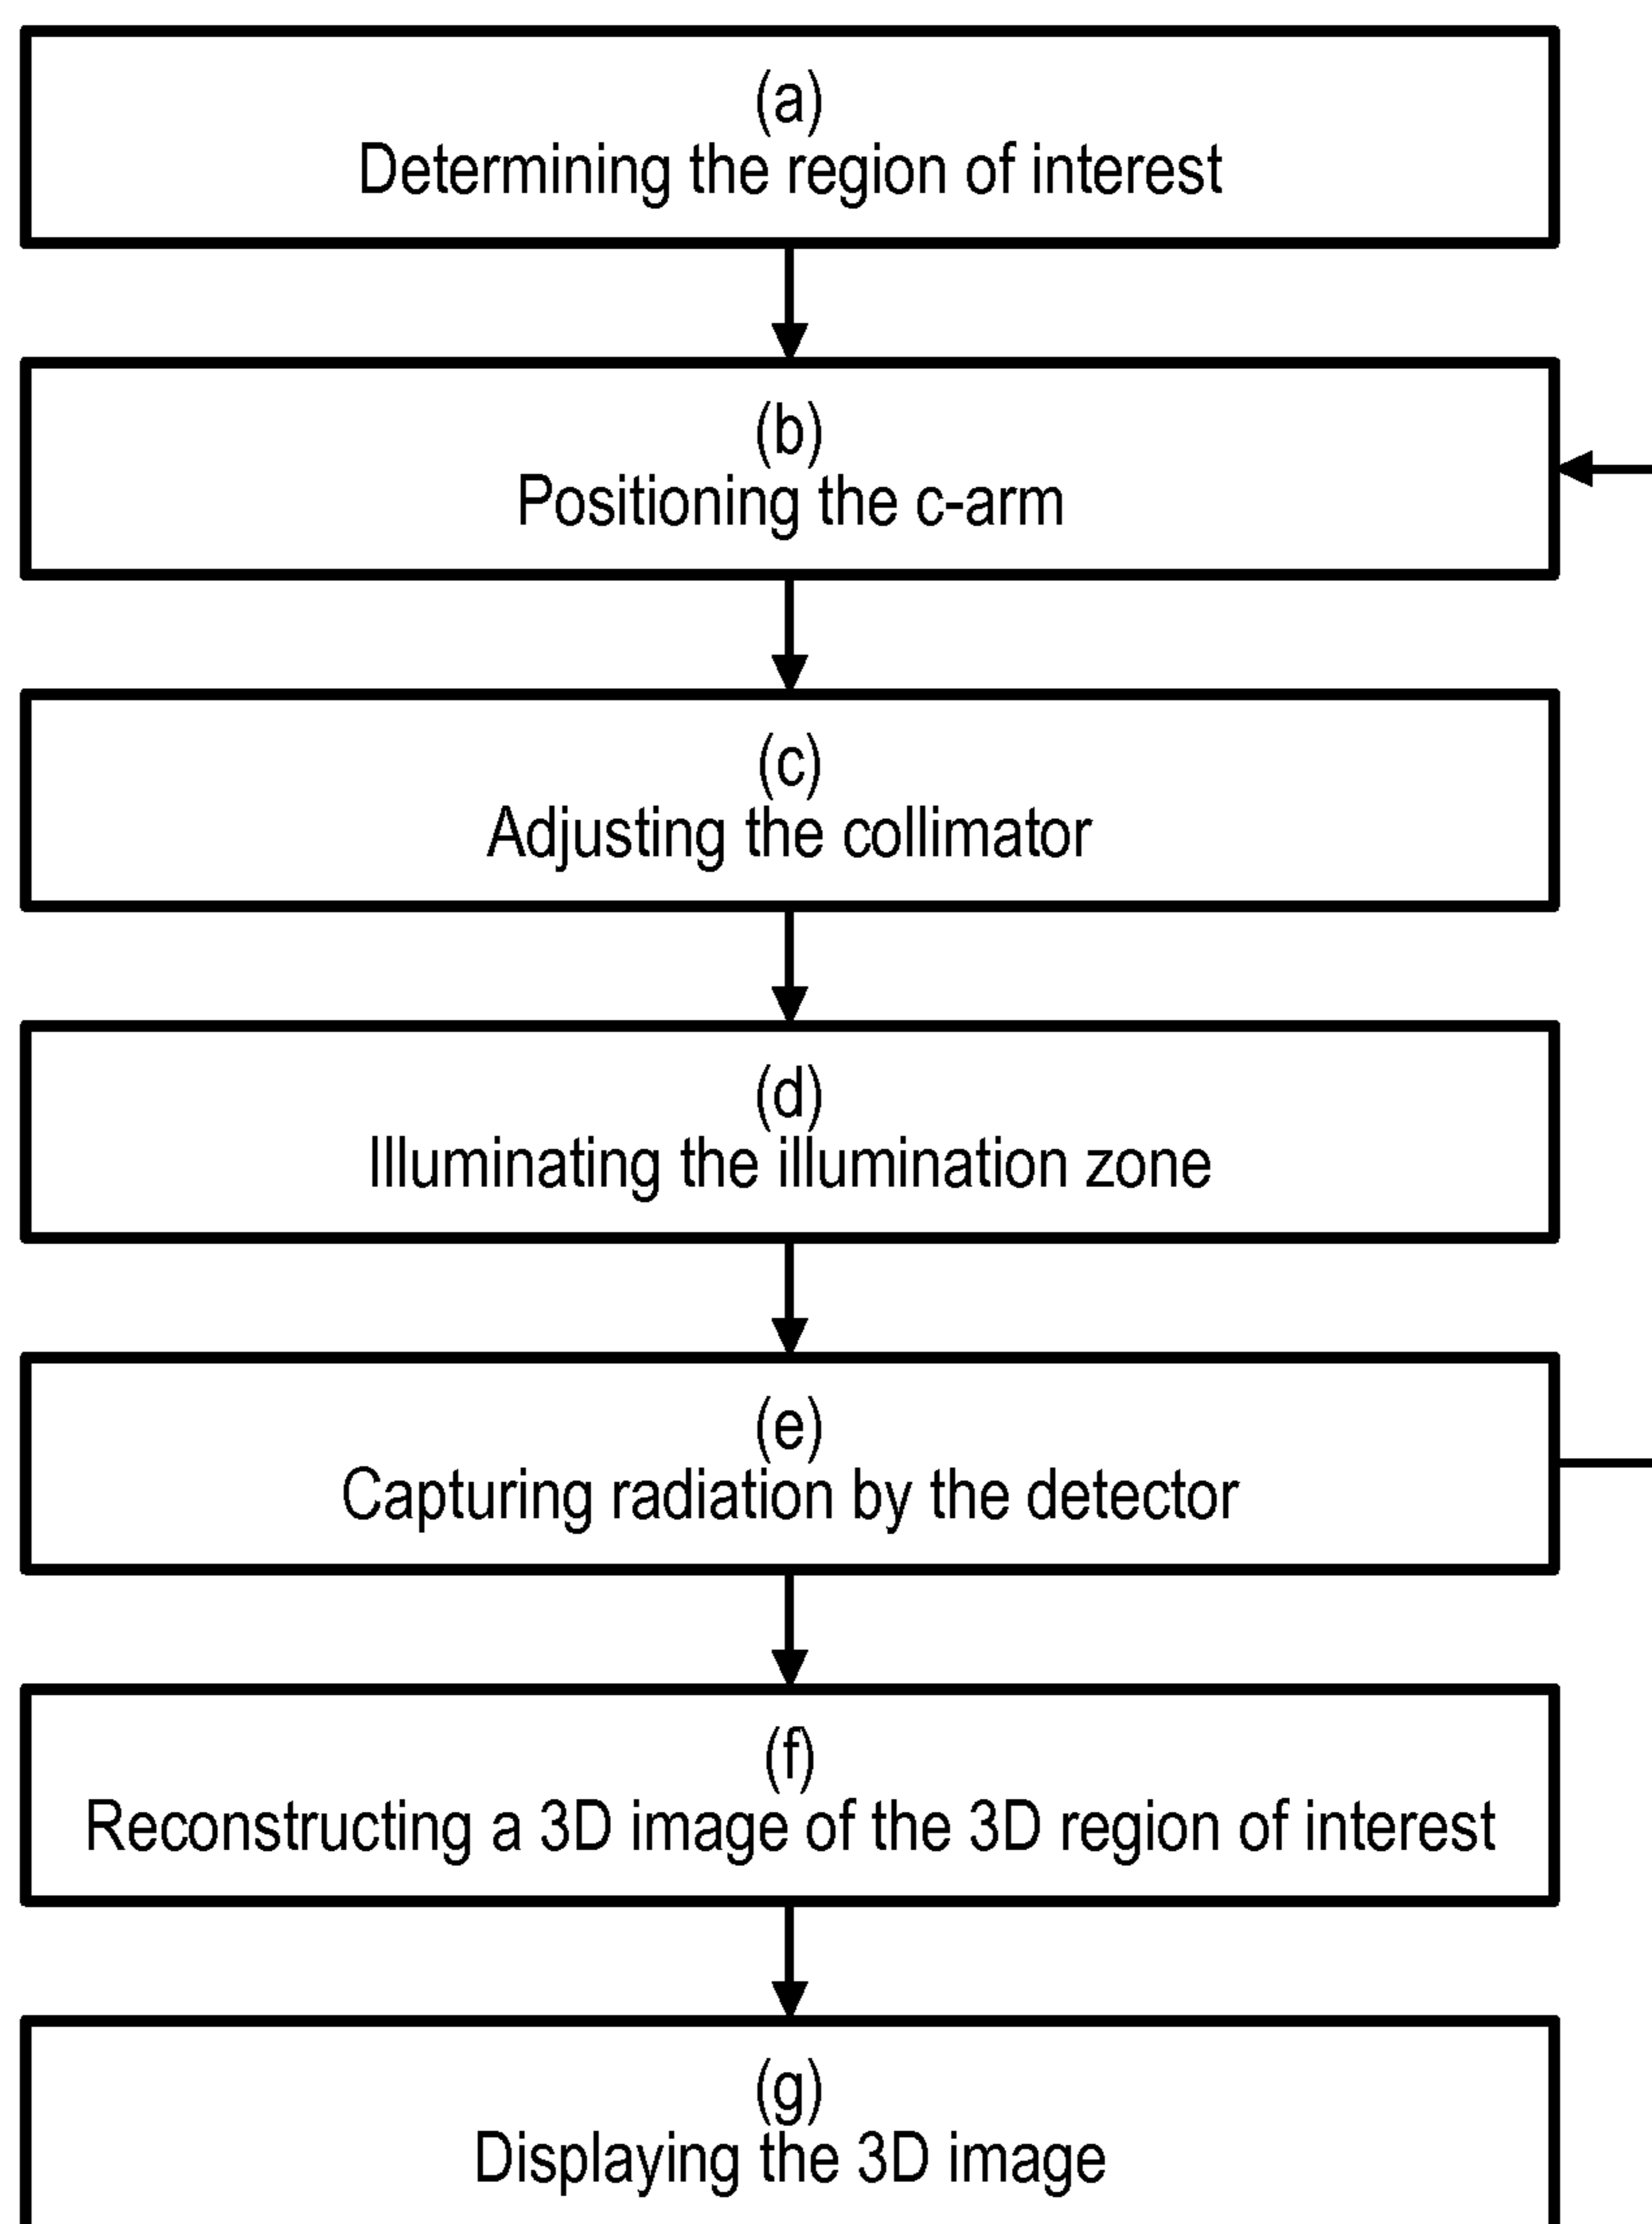 (a)
Determining the region of interest
(b)
Positioning the c-arm
(c)
Adjusting the collimator
(d)
Illuminating the illumination zone
(e)
Capturing radiation by the detector
(f)
Reconstructing a 3D image of the 3D region of interest
(g)
Displaying the 3D image